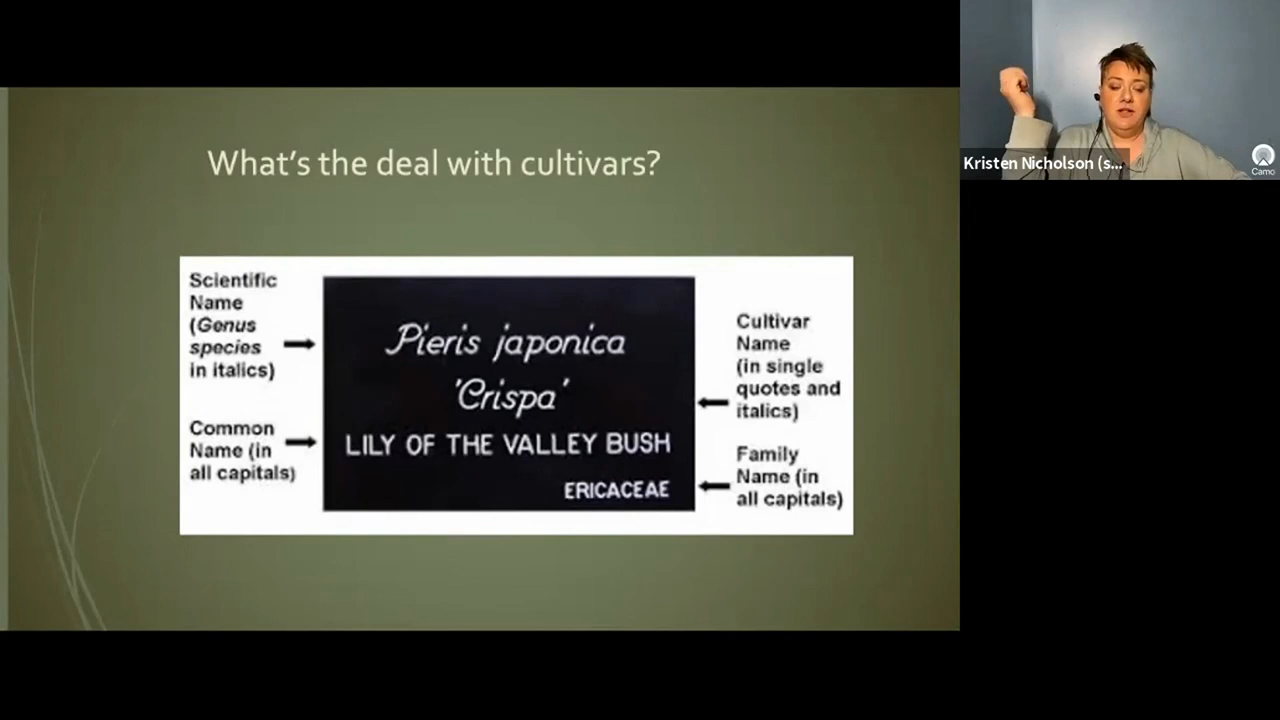 What's the deal with cultivars?
Scientific
Name
(Genus
species
in italics)
Common
Name (in
all capitals)
Pieris japonica
'Crispa'
LILY OF THE VALLEY BUSH
ERICACEAE
Cultivar
Name
(in single
quotes and
italics)
Family
Name (in
all capitals)
Kristen Nicholson (s...
Camo